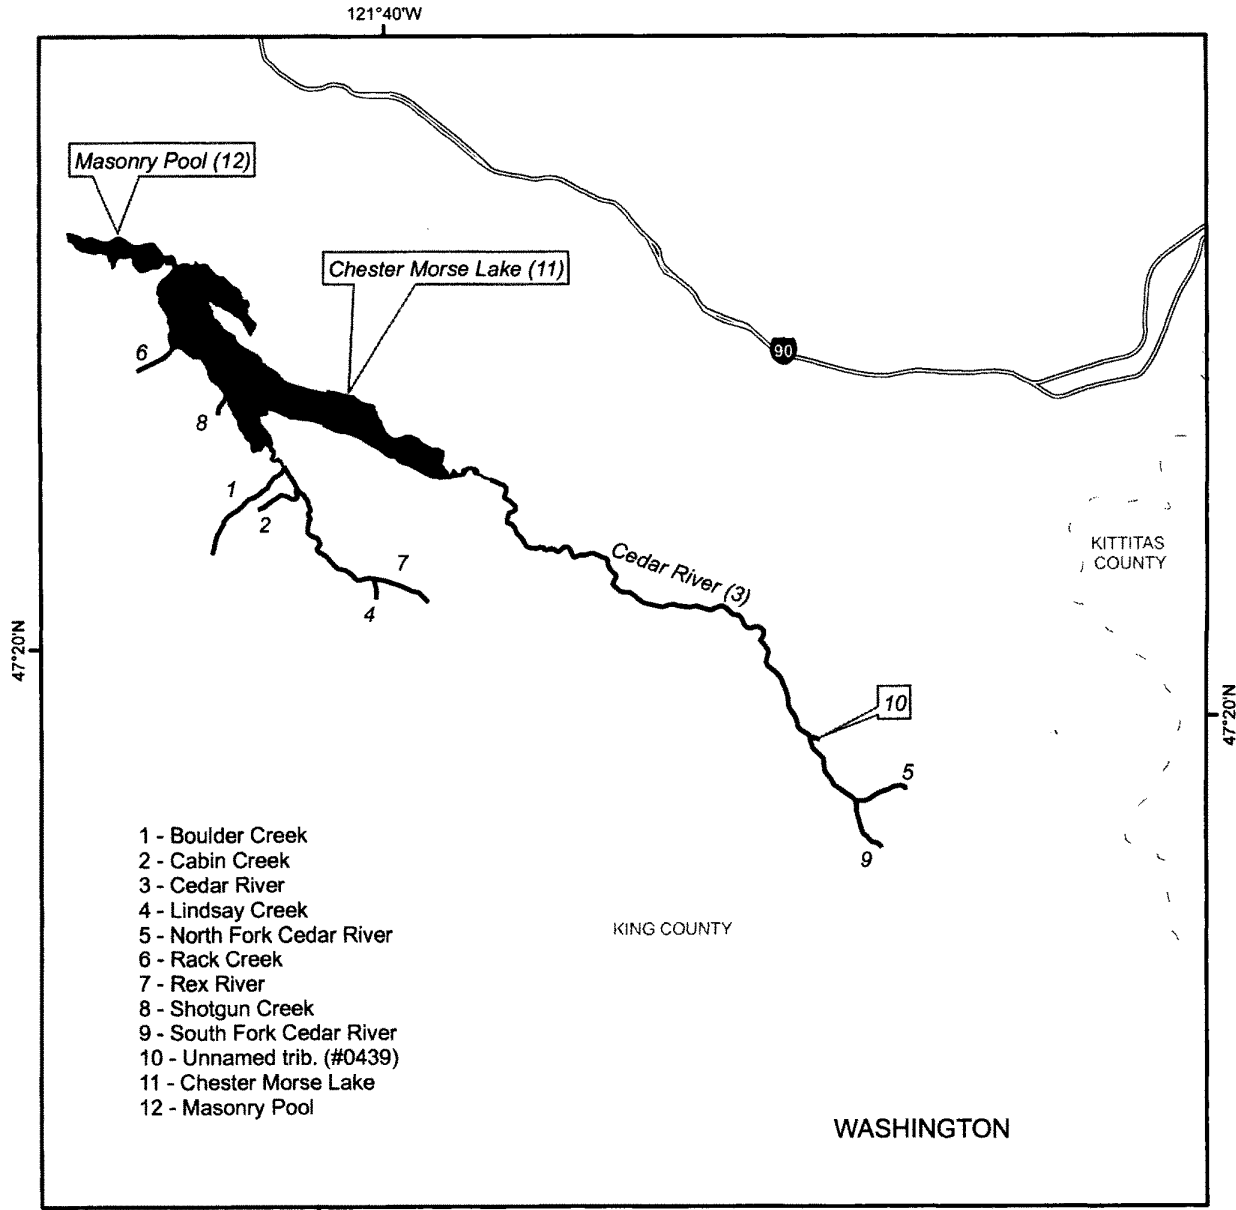 121°40'W
Masonry Pool (12)
Chester Morse Lake (11)
90
6
8
1
2
7
4
Cedar River (3)
KITTITAS
COUNTY
47°20'N
47°20'N
10
5
9
1 - Boulder Creek
2 - Cabin Creek
3 - Cedar River
4 - Lindsay Creek
5 - North Fork Cedar River
6 - Rack Creek
7 - Rex River
8 - Shotgun Creek
9 - South Fork Cedar River
10 - Unnamed trib. (#0439)
11 - Chester Morse Lake
12 - Masonry Pool
KING COUNTY
WASHINGTON